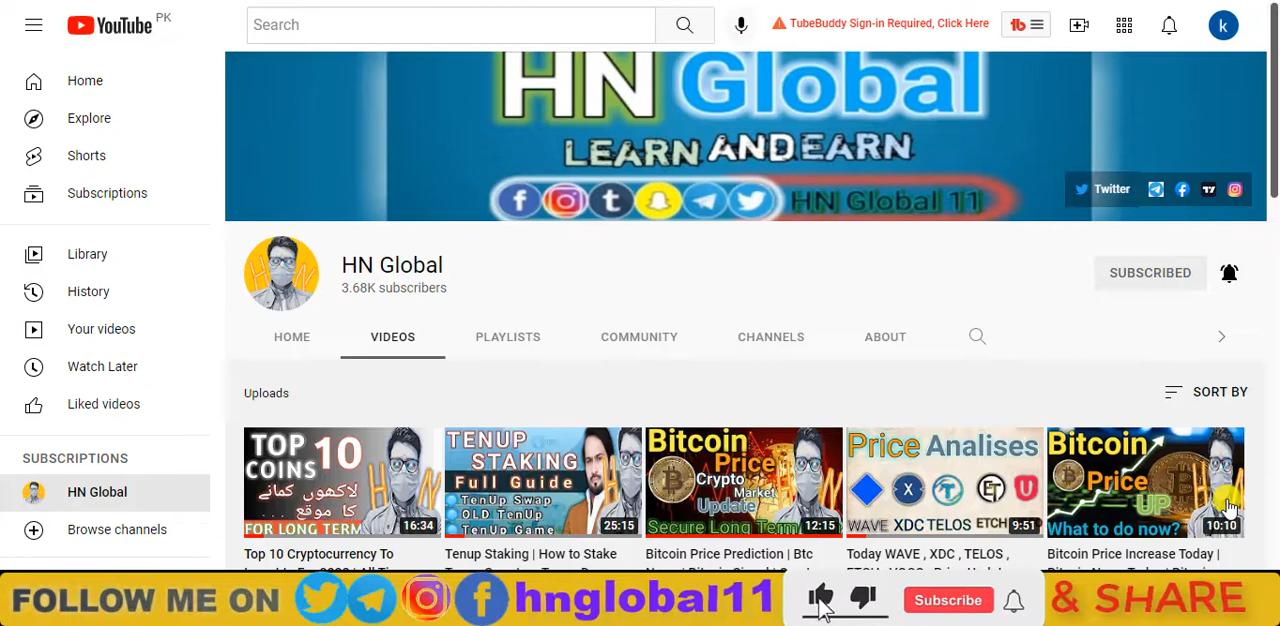 YouTube PK
Search
TubeBuddy Sign-in Required, Click Here
tb
k
Home
Explore
Shorts
Subscriptions
Library
History
Your videos
Watch Later
Liked videos
SUBSCRIPTIONS
HN Global
Browse channels
HN Global
LEARN AND EARN
HN Global 11
Twitter
HN Global
3.68K subscribers
SUBSCRIBED
HOME
VIDEOS
PLAYLISTS
COMMUNITY
CHANNELS
ABOUT
Uploads
SORT BY
TOP 10
COINS
لاکھوں کمانے
کا موقع
FOR LONG TERM
16:34
Top 10 Cryptocurrency To
TENUP
STAKING
Full Guide
TenUp Swap
OLD TenUp
TenUp Game
25:15
Tenup Staking | How to Stake
Bitcoin
Price
Crypto
Market
Update
Secure Long Term
12:15
Bitcoin Price Prediction | Btc
Price Analises
WAVE XDC TELOS ETCH
9:51
Today WAVE , XDC , TELOS ,
Bitcoin
Price
UP
What to do now?
10:10
Bitcoin Price Increase Today |
FOLLOW ME ON
hnglobal11
Subscribe
& SHARE